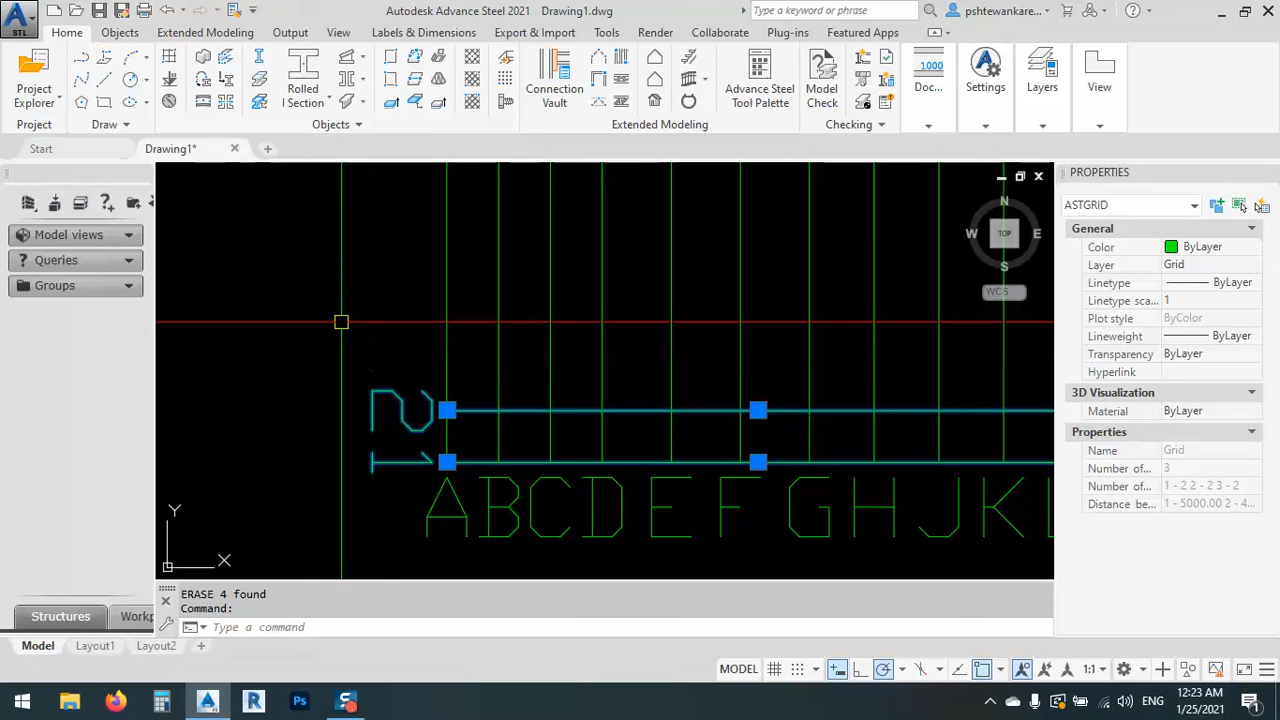 STL
Autodesk Advance Steel 2021 Drawing1.dwg
Type a keyword or phrase
pshtewankare...
Home Objects Extended Modeling Output View Labels & Dimensions Export & Import Tools Render Collaborate Plug-ins Featured Apps
Project Explorer
Rolled I Section
Connection Vault
Advance Steel Tool Palette
Model Check
1000
Doc...
Settings
Layers
View
Project Draw Objects Extended Modeling Checking
Start Drawing1*
Model views
Queries
Groups
Structures Workp
N
W TOP E
S
WCS
2
1
A B C D E F G H J K
Y
X
ERASE 4 found
Command:
Type a command
PROPERTIES
ASTGRID
General
Color ByLayer
Layer Grid
Linetype ByLayer
Linetype sca... 1
Plot style ByColor
Lineweight ByLayer
Transparency ByLayer
Hyperlink
3D Visualization
Material ByLayer
Properties
Name Grid
Number of... 3
Number of... 1 - 2 2 - 2 3 - 2
Distance be... 1 - 5000.00 2 - 4...
Model Layout1 Layout2
MODEL 1:1
R Ps S
ENG
12:23 AM
1/25/2021
1